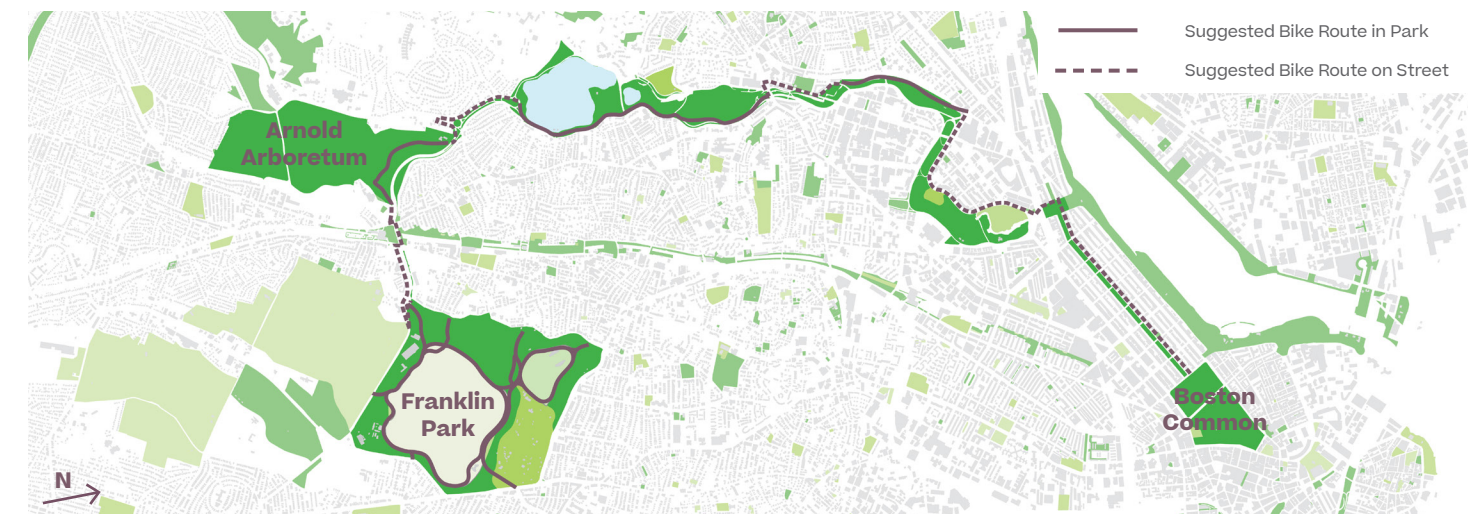 Suggested Bike Route in Park
Suggested Bike Route on Street
Arnold
Arboretum
Franklin
Park
Boston
Common
N